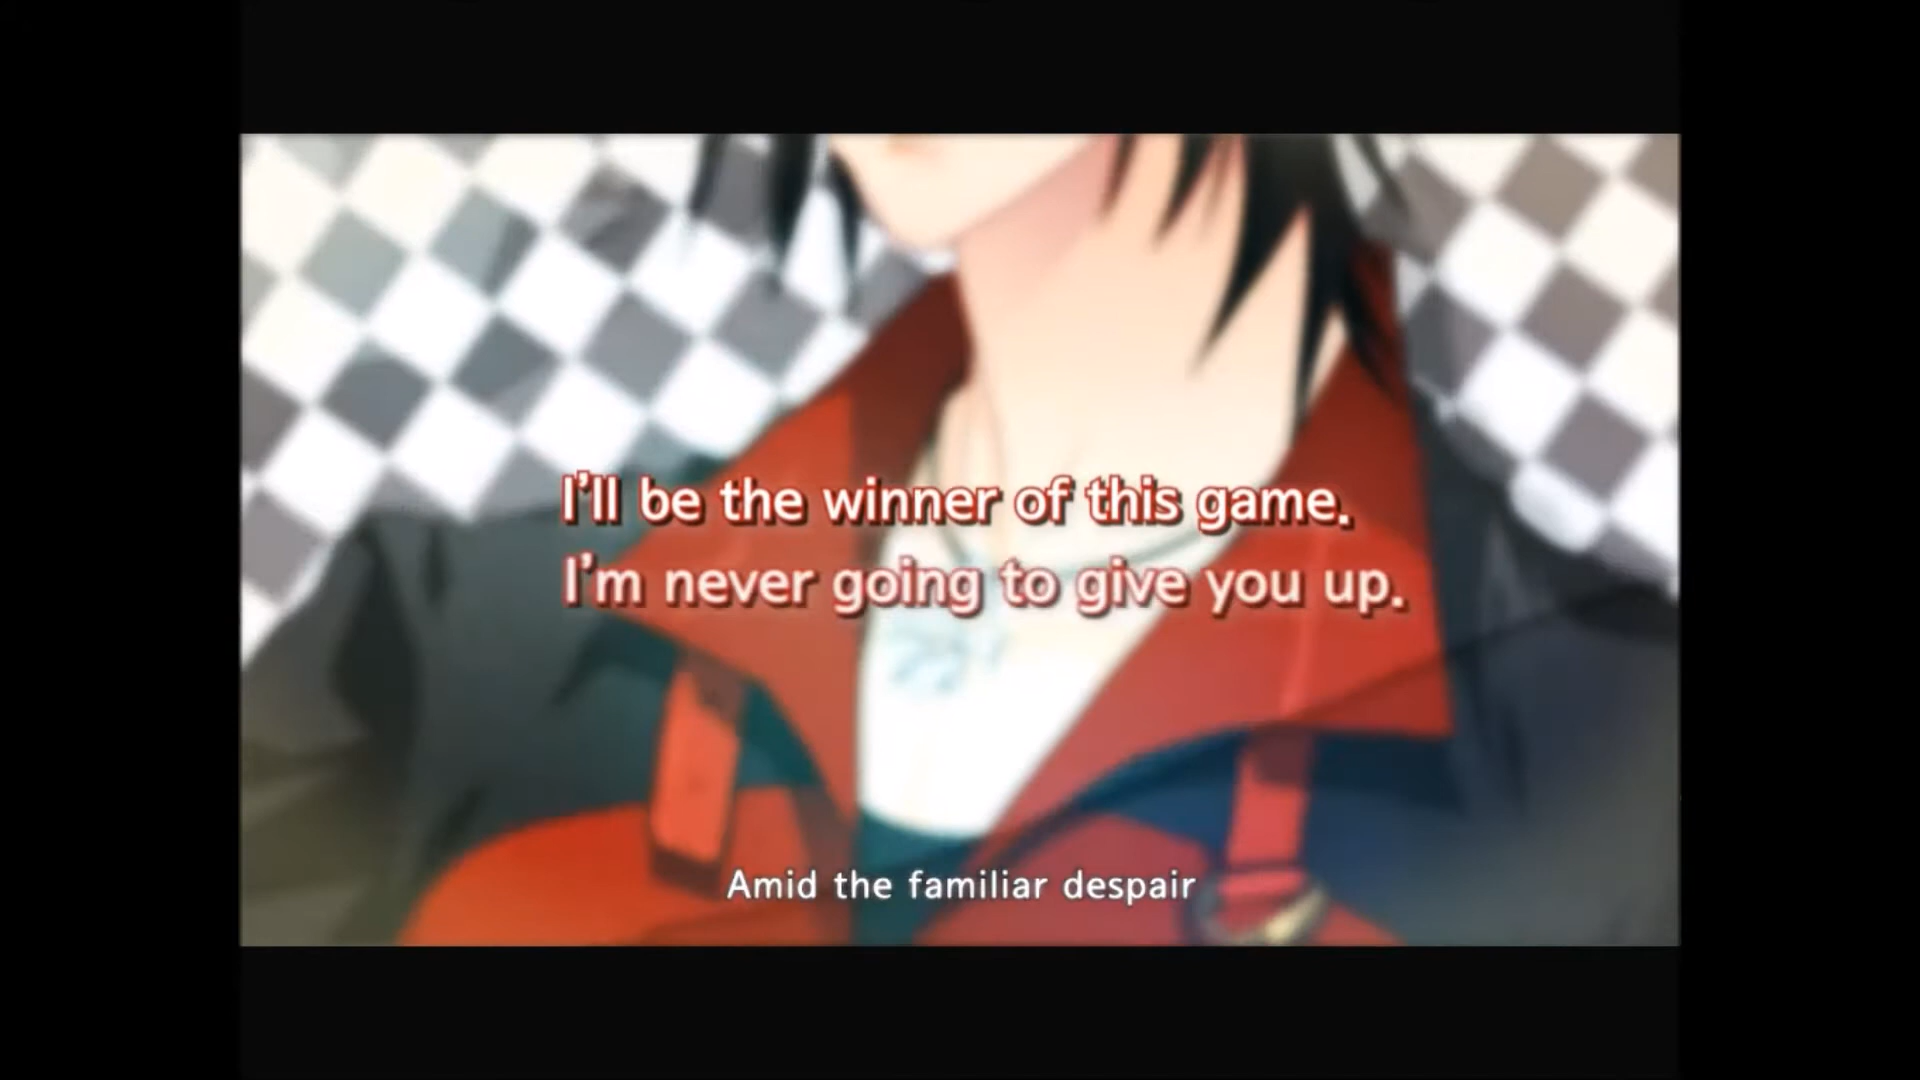 I'll be the winner of this game.
I'm never going to give you up.
Amid the familiar despair